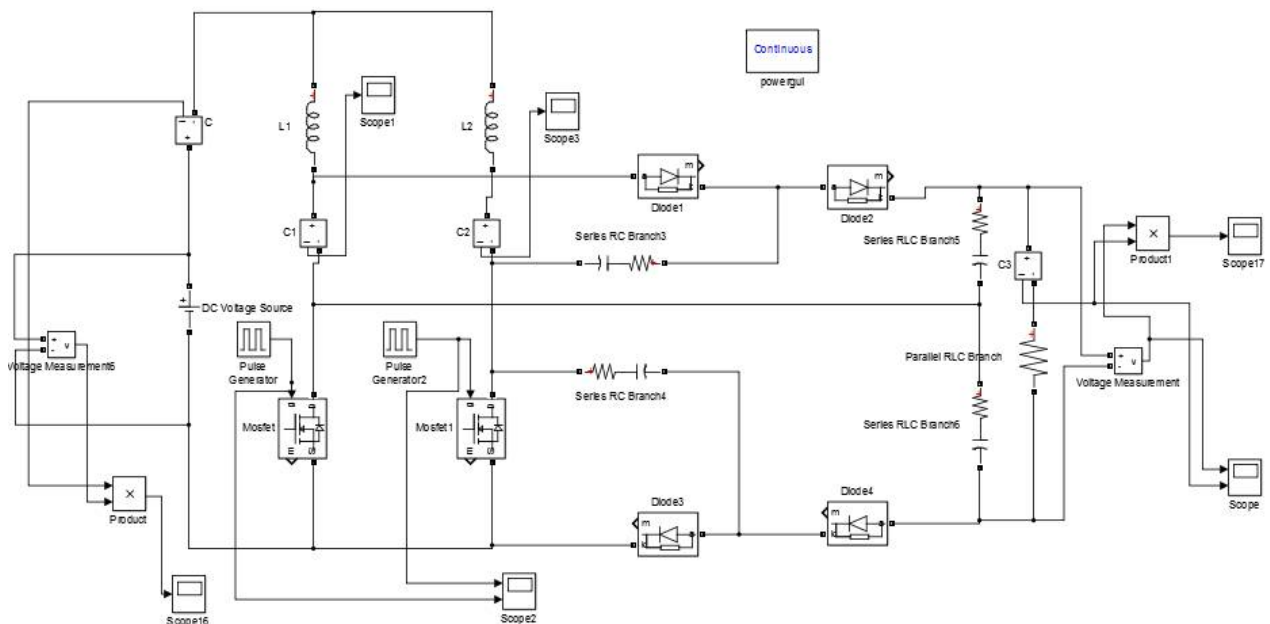 Continuous
powergui
Scope1
C
L1
L2
Scope3
m
Diode1
m
Diode2
C1
C2
Series RC Branch3
Series RLC Branch5
C3
Product1
Scope17
DC Voltage Source
Voltage Measurement6
Pulse
Generator
Pulse
Generator2
Parallel RLC Branch
Voltage Measurement
Series RC Branch4
Mosfet
Mosfet1
Series RLC Branch6
Product
Diode3
m
Diode4
m
Scope
Scope16
Scope2